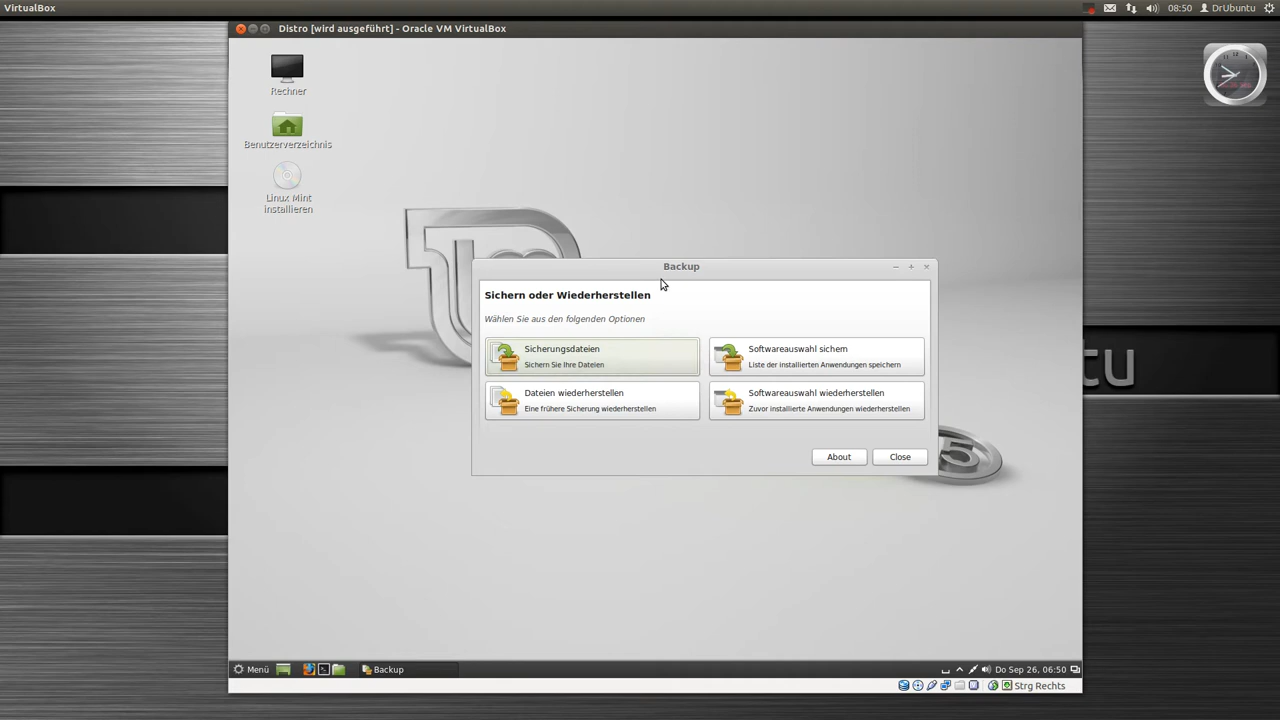 VirtualBox
08:50
DrUbuntu
Distro [wird ausgeführt] - Oracle VM VirtualBox
Rechner
Benutzerverzeichnis
Linux Mint
installieren
Backup
Sichern oder Wiederherstellen
Wählen Sie aus den folgenden Optionen
Sicherungsdateien
Sichern Sie Ihre Dateien
Softwareauswahl sichern
Liste der installierten Anwendungen speichern
Dateien wiederherstellen
Eine frühere Sicherung wiederherstellen
Softwareauswahl wiederherstellen
Zuvor installierte Anwendungen wiederherstellen
About
Close
tu
5
Menü
Backup
Do Sep 26, 06:50
Strg Rechts